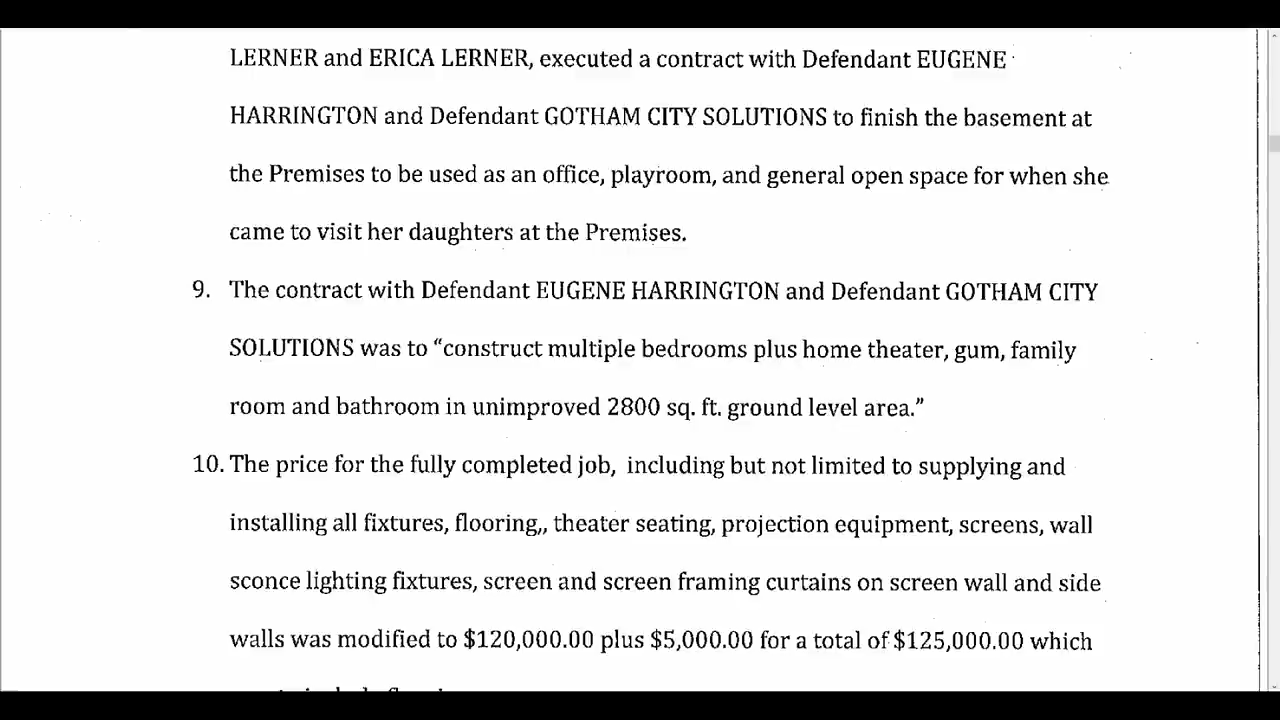 LERNER and ERICA LERNER, executed a contract with Defendant EUGENE
HARRINGTON and Defendant GOTHAM CITY SOLUTIONS to finish the basement at
the Premises to be used as an office, playroom, and general open space for when she
came to visit her daughters at the Premises.
9. The contract with Defendant EUGENE HARRINGTON and Defendant GOTHAM CITY
SOLUTIONS was to “construct multiple bedrooms plus home theater, gum, family
room and bathroom in unimproved 2800 sq. ft. ground level area.”
10. The price for the fully completed job, including but not limited to supplying and
installing all fixtures, flooring,, theater seating, projection equipment, screens, wall
sconce lighting fixtures, screen and screen framing curtains on screen wall and side
walls was modified to $120,000.00 plus $5,000.00 for a total of $125,000.00 which